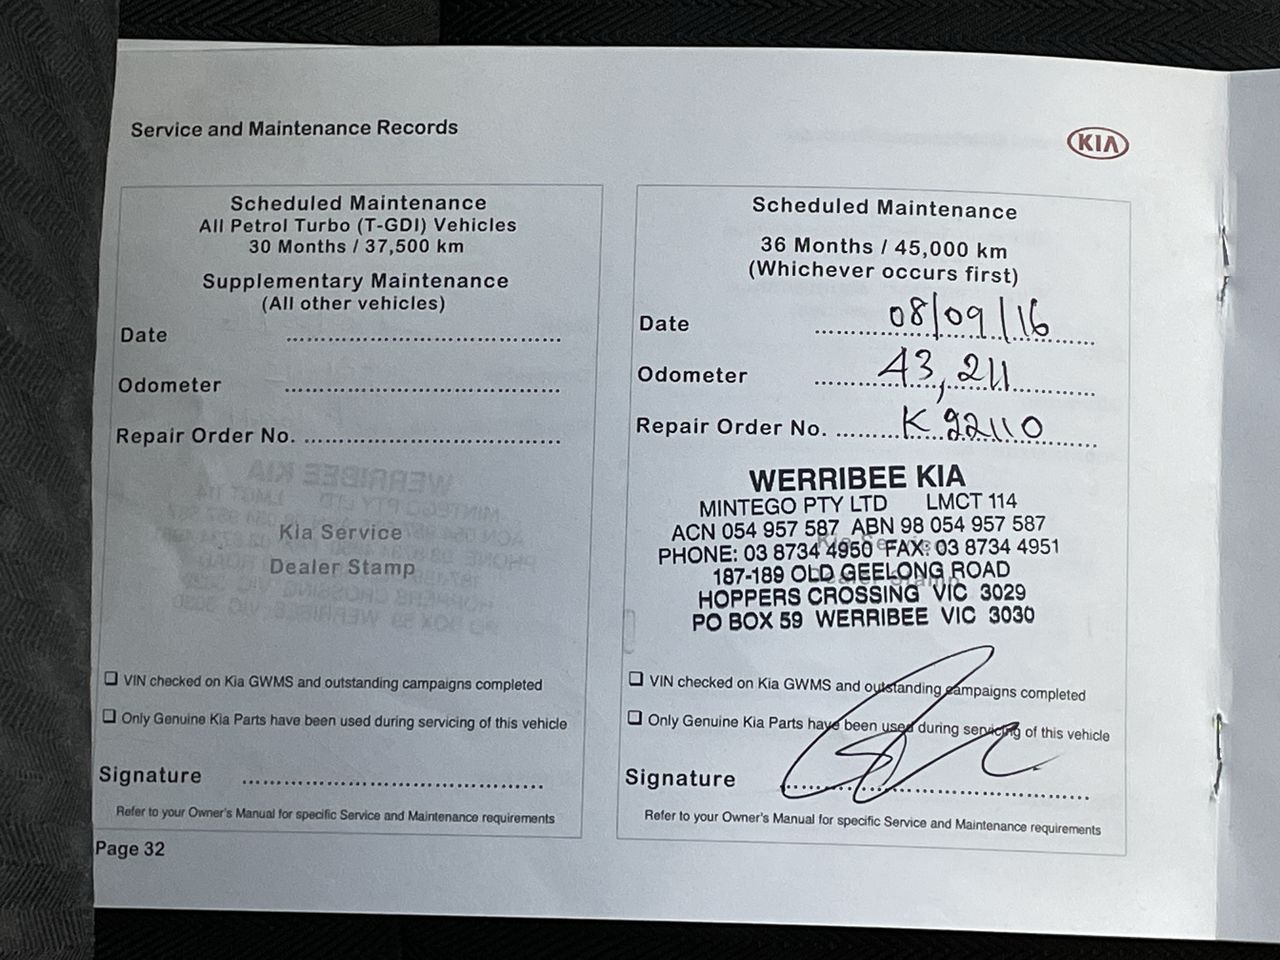 Service and Maintenance Records
KIA
Scheduled Maintenance
All Petrol Turbo (T-GDI) Vehicles
30 Months / 37,500 km
Supplementary Maintenance
(All other vehicles)
Date
Odometer
Repair Order No.
Kia Service
Dealer Stamp
VIN checked on Kia GWMS and outstanding campaigns completed
Only Genuine Kia Parts have been used during servicing of this vehicle
Signature
Refer to your Owner's Manual for specific Service and Maintenance requirements
Page 32
Scheduled Maintenance
36 Months / 45,000 km
(Whichever occurs first)
Date 08/09/16
Odometer 43,211
Repair Order No. K 92110
WERRIBEE KIA
MINTEGO PTY LTD LMCT 114
ACN 054 957 587 ABN 98 054 957 587
Kia Service
PHONE: 03 8734 4950 FAX: 03 8734 4951
187-189 OLD GEELONG ROAD
Dealer Stamp
HOPPERS CROSSING VIC 3029
PO BOX 59 WERRIBEE VIC 3030
VIN checked on Kia GWMS and outstanding campaigns completed
Only Genuine Kia Parts have been used during servicing of this vehicle
Signature
Refer to your Owner's Manual for specific Service and Maintenance requirements